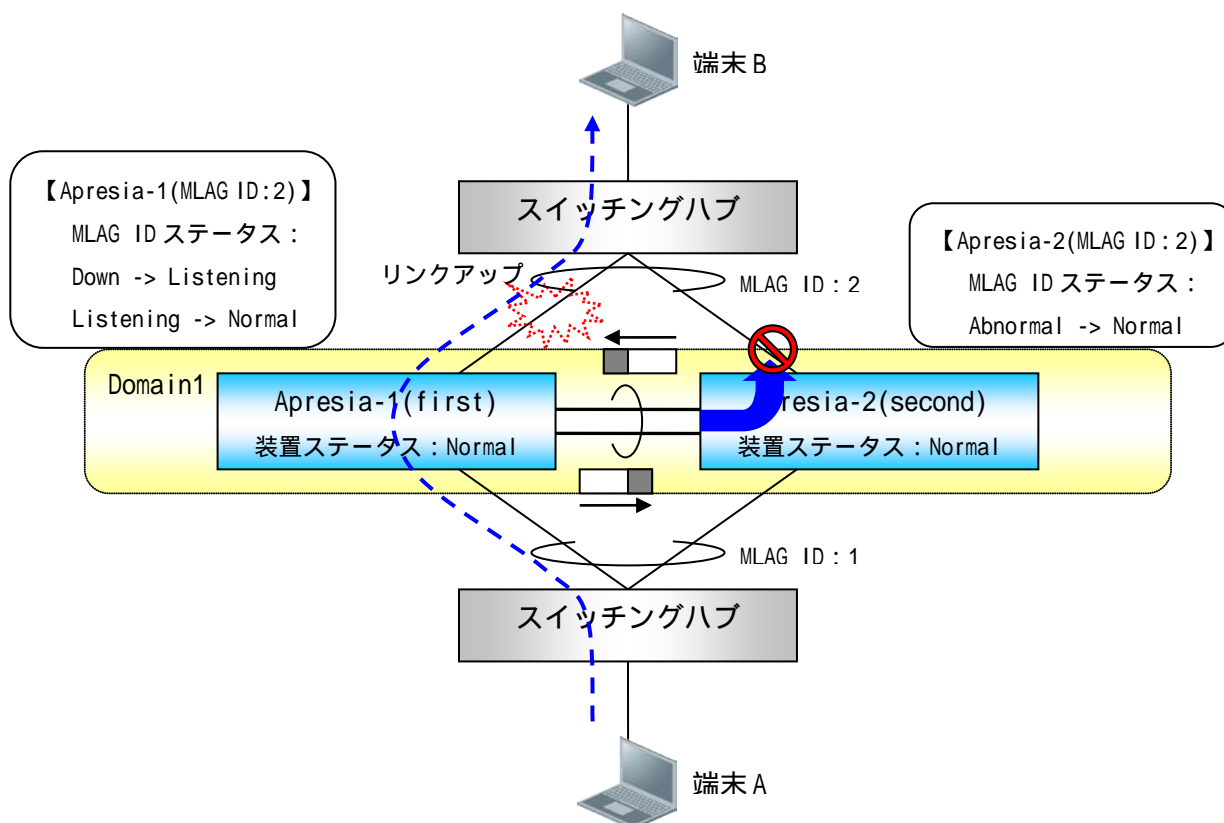 端末B
【Apresia-1(MLAG ID:2)】
MLAG ID ステータス:
Down -> Listening
Listening -> Normal
スイッチングハブ
リンクアップ
MLAG ID:2
【Apresia-2(MLAG ID:2)】
MLAG ID ステータス:
Abnormal -> Normal
Domain1
Apresia-1(first)
装置ステータス:Normal
resia-2(second)
装置ステータス:Normal
MLAG ID:1
スイッチングハブ
端末A